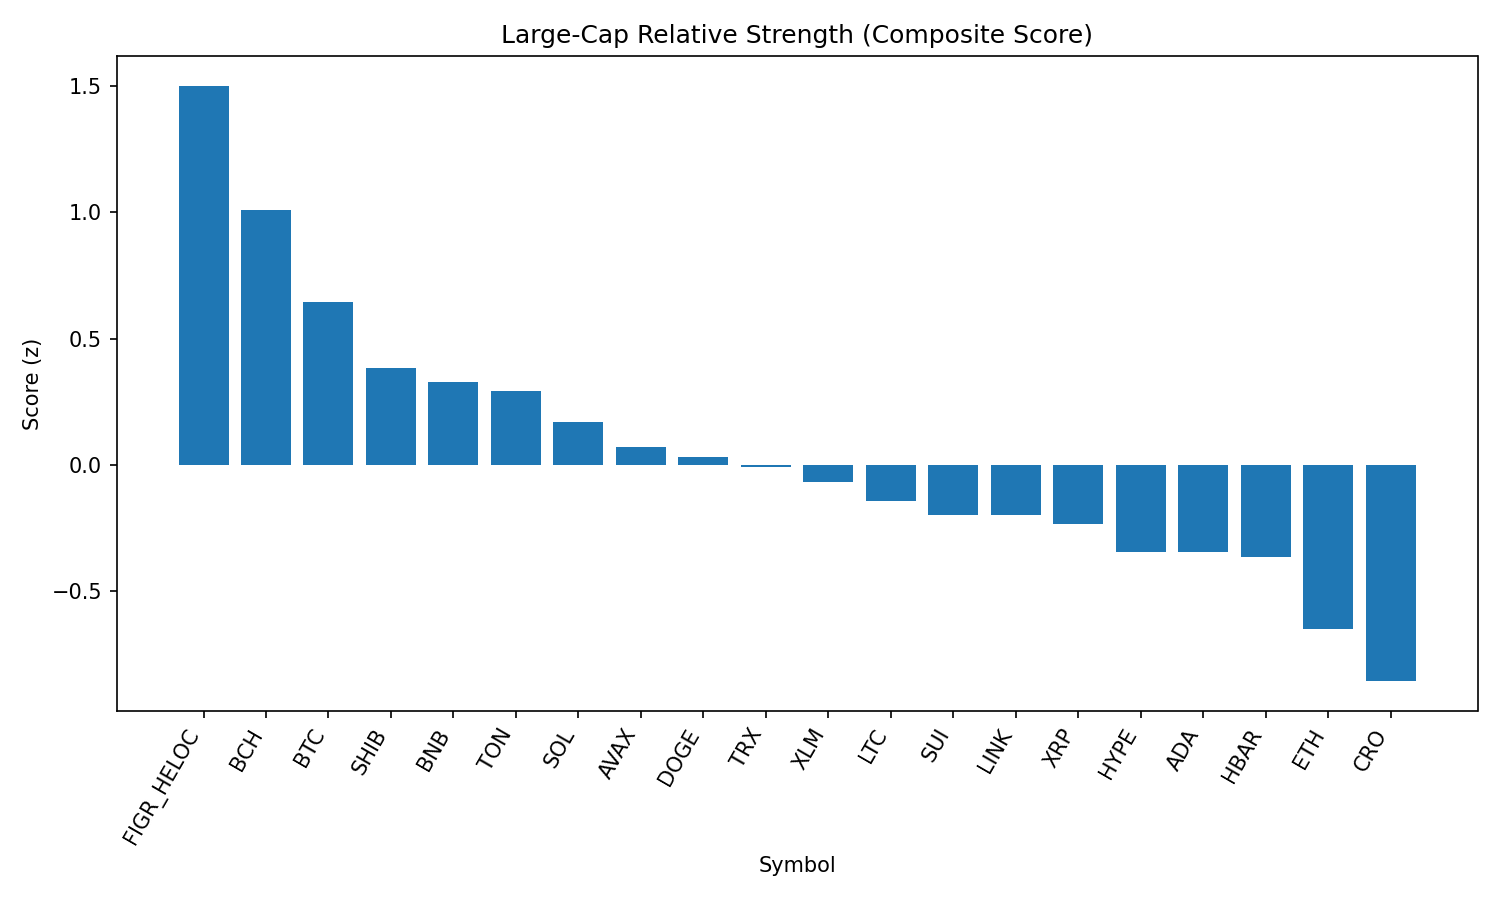 Large-Cap Relative Strength (Composite Score)
Score (z)
1.5
1.0
0.5
0.0
−0.5
FIGR_HELOC
BCH
BTC
SHIB
BNB
TON
SOL
AVAX
DOGE
TRX
XLM
LTC
SUI
LINK
XRP
HYPE
ADA
HBAR
ETH
CRO
Symbol